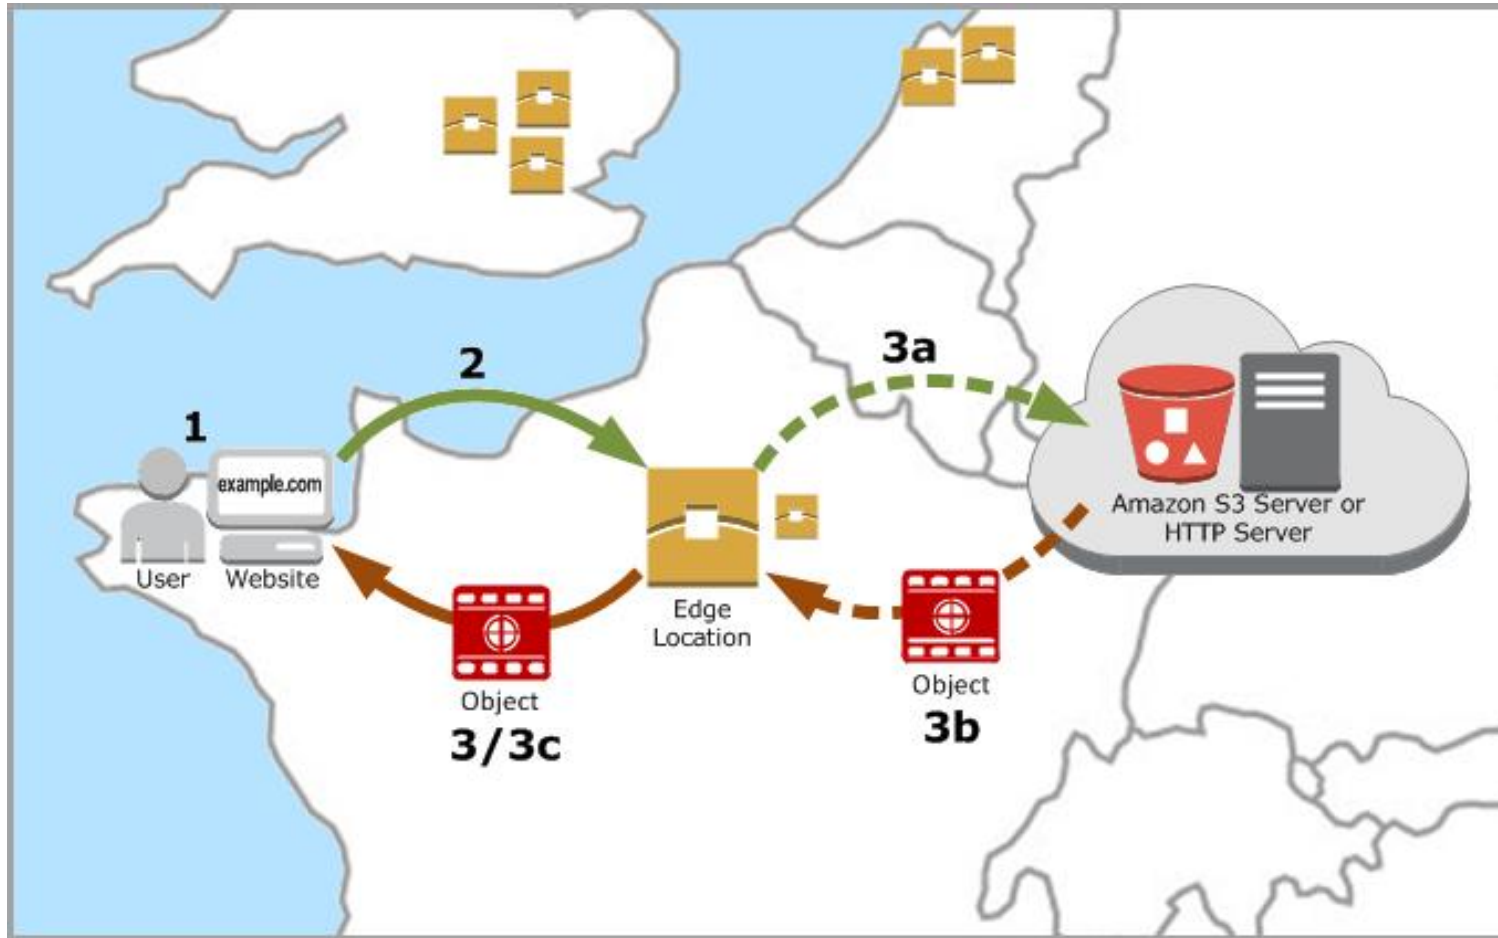 1
2
3a
example.com
User
Website
Edge
Location
Amazon S3 Server or
HTTP Server
Object
3/3c
Object
3b